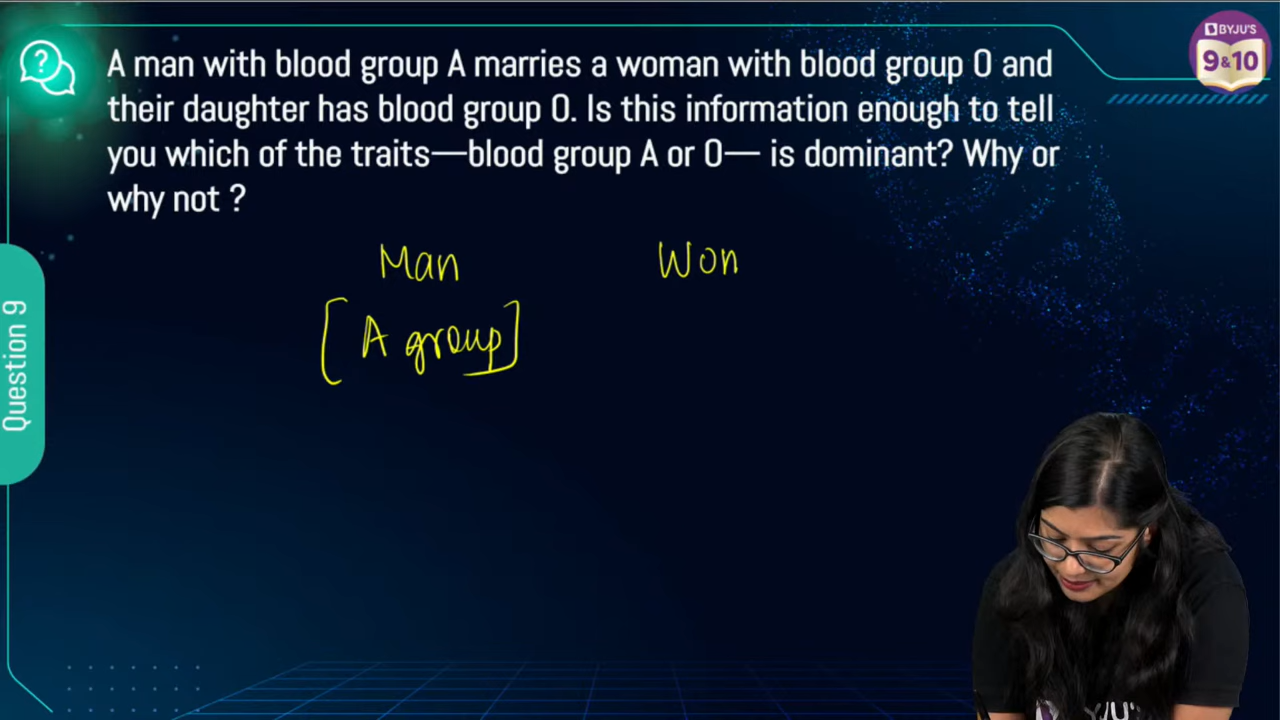 A man with blood group A marries a woman with blood group O and
their daughter has blood group O. Is this information enough to tell
you which of the traits—blood group A or O— is dominant? Why or
why not ?
BYJU'S
9&10
Question 9
Man
Won
[A group]